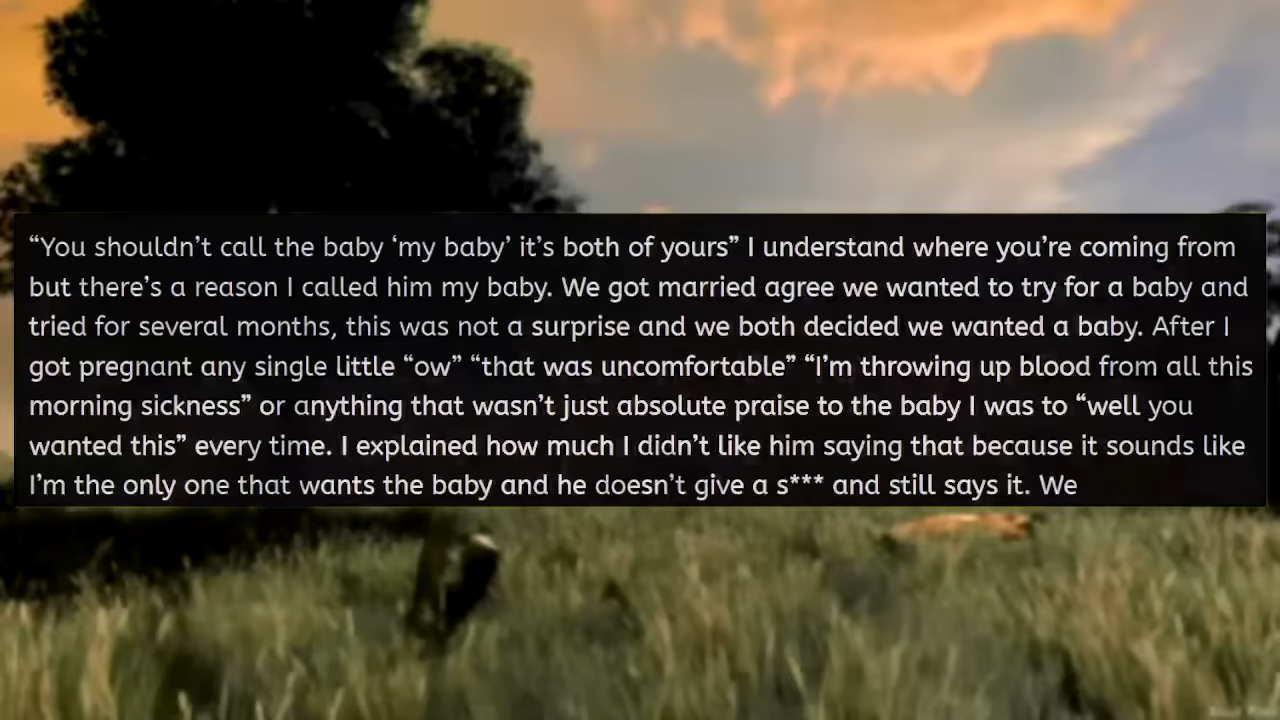 “You shouldn’t call the baby ‘my baby’ it’s both of yours” I understand where you’re coming from
but there’s a reason I called him my baby. We got married agree we wanted to try for a baby and
tried for several months, this was not a surprise and we both decided we wanted a baby. After I
got pregnant any single little “ow” “that was uncomfortable” “I’m throwing up blood from all this
morning sickness” or anything that wasn’t just absolute praise to the baby I was to “well you
wanted this” every time. I explained how much I didn’t like him saying that because it sounds like
I’m the only one that wants the baby and he doesn’t give a s*** and still says it. We